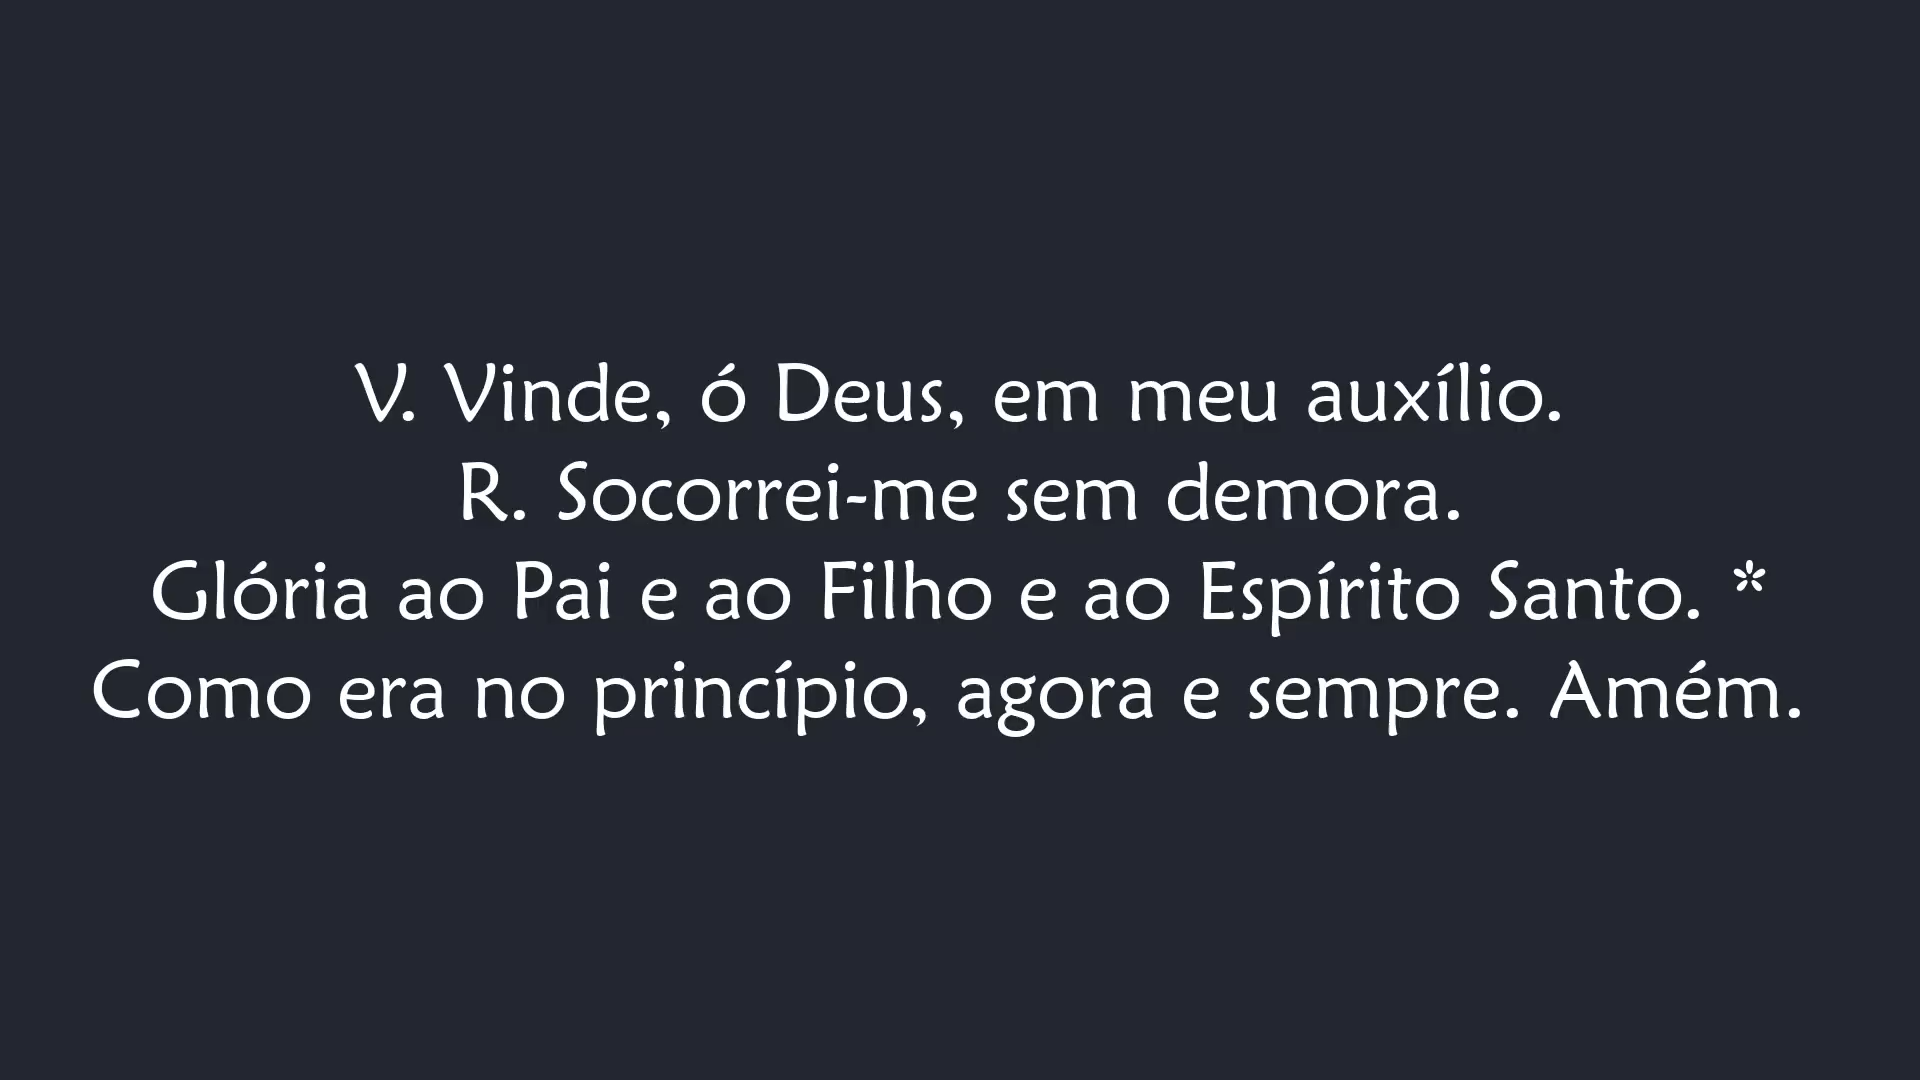 V. Vinde, ó Deus, em meu auxílio.
R. Socorrei-me sem demora.
Glória ao Pai e ao Filho e ao Espírito Santo. *
Como era no princípio, agora e sempre. Amém.